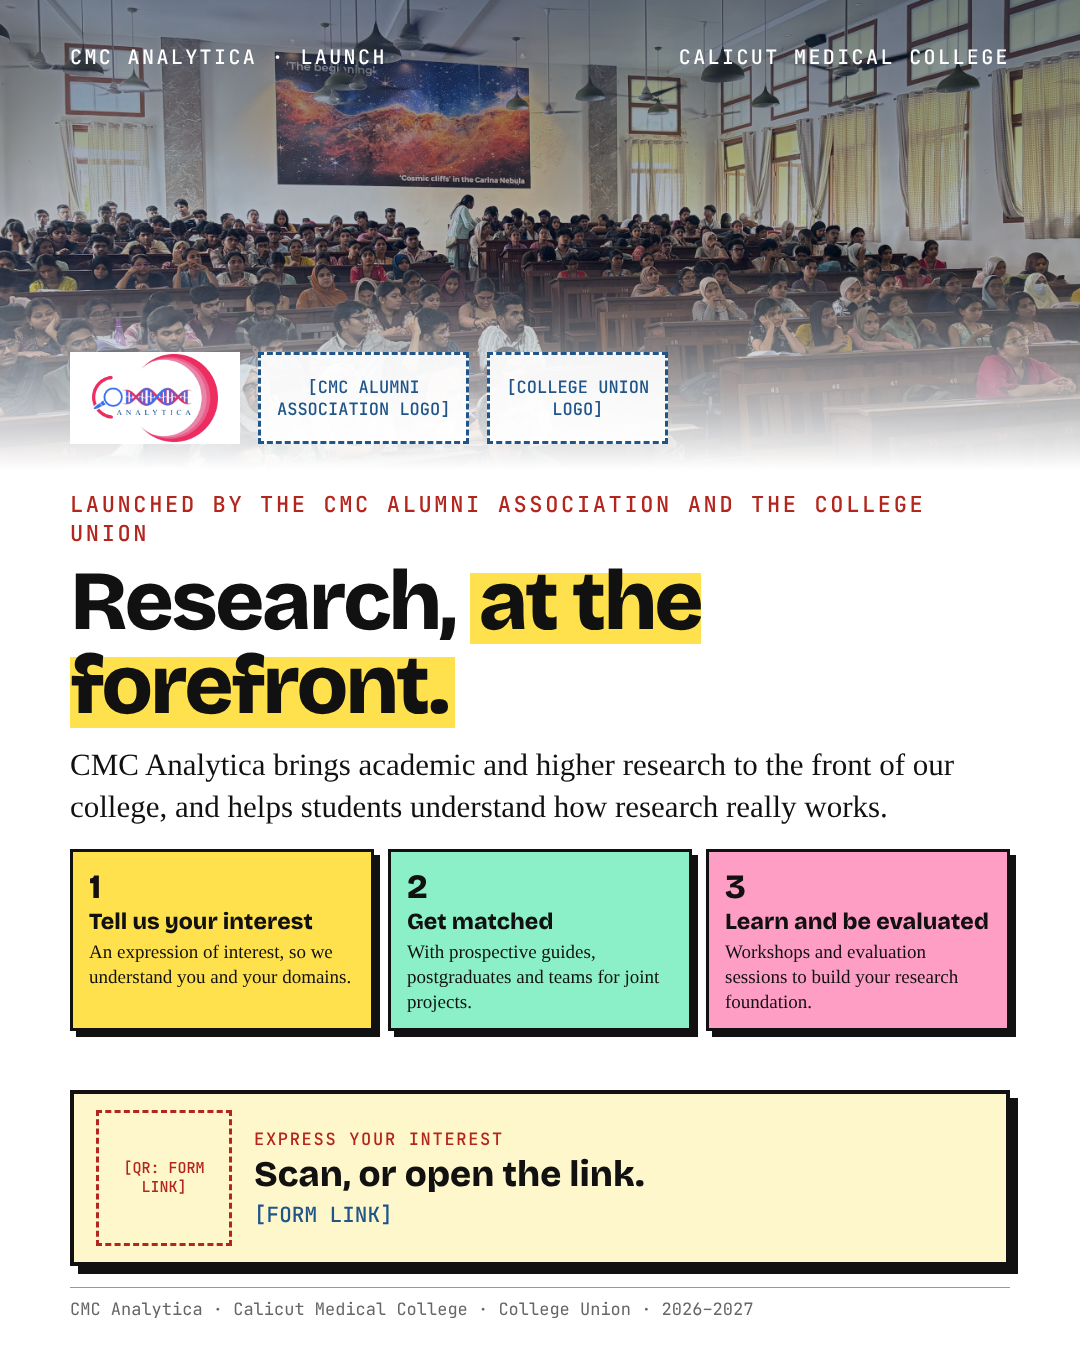 CMC ANALYTICA · LAUNCH
CALICUT MEDICAL COLLEGE
'The beginning'
'Cosmic cliffs' in the Carina Nebula
ANALYTICA
[CMC ALUMNI
ASSOCIATION LOGO]
[COLLEGE UNION
LOGO]
LAUNCHED BY THE CMC ALUMNI ASSOCIATION AND THE COLLEGE
UNION
Research, at the
forefront.
CMC Analytica brings academic and higher research to the front of our
college, and helps students understand how research really works.
1
Tell us your interest
An expression of interest, so we
understand you and your domains.
2
Get matched
With prospective guides,
postgraduates and teams for joint
projects.
3
Learn and be evaluated
Workshops and evaluation
sessions to build your research
foundation.
[QR: FORM
LINK]
EXPRESS YOUR INTEREST
Scan, or open the link.
[FORM LINK]
CMC Analytica · Calicut Medical College · College Union · 2026–2027